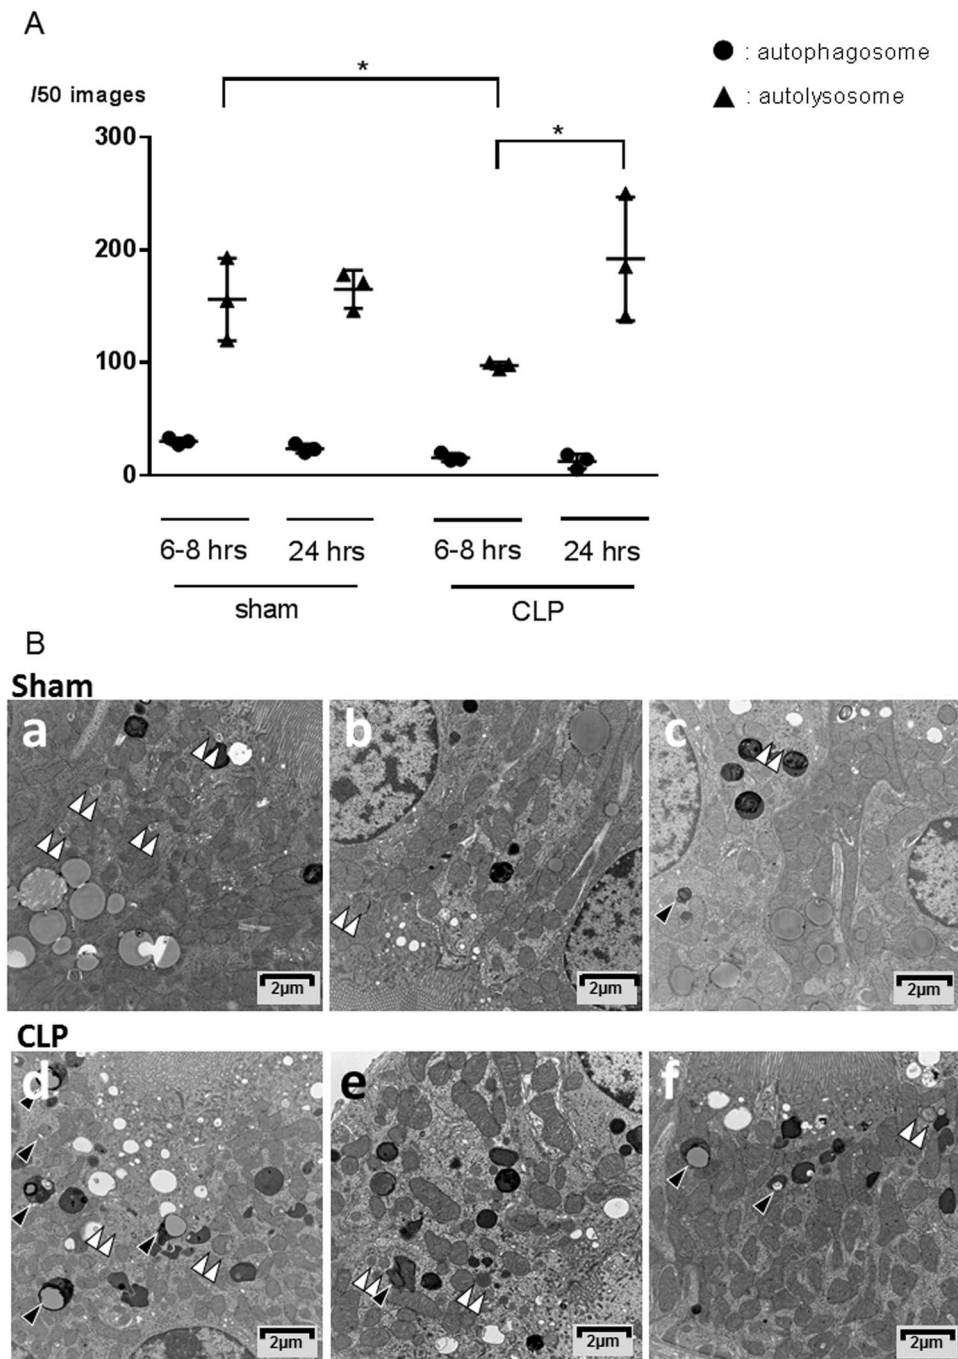 A
● : autophagosome
▲ : autolysosome
/50 images
*
*
300
200
100
0
6-8 hrs 24 hrs 6-8 hrs 24 hrs
sham CLP
B
Sham
a b c
2μm 2μm 2μm
CLP
d e f
2μm 2μm 2μm